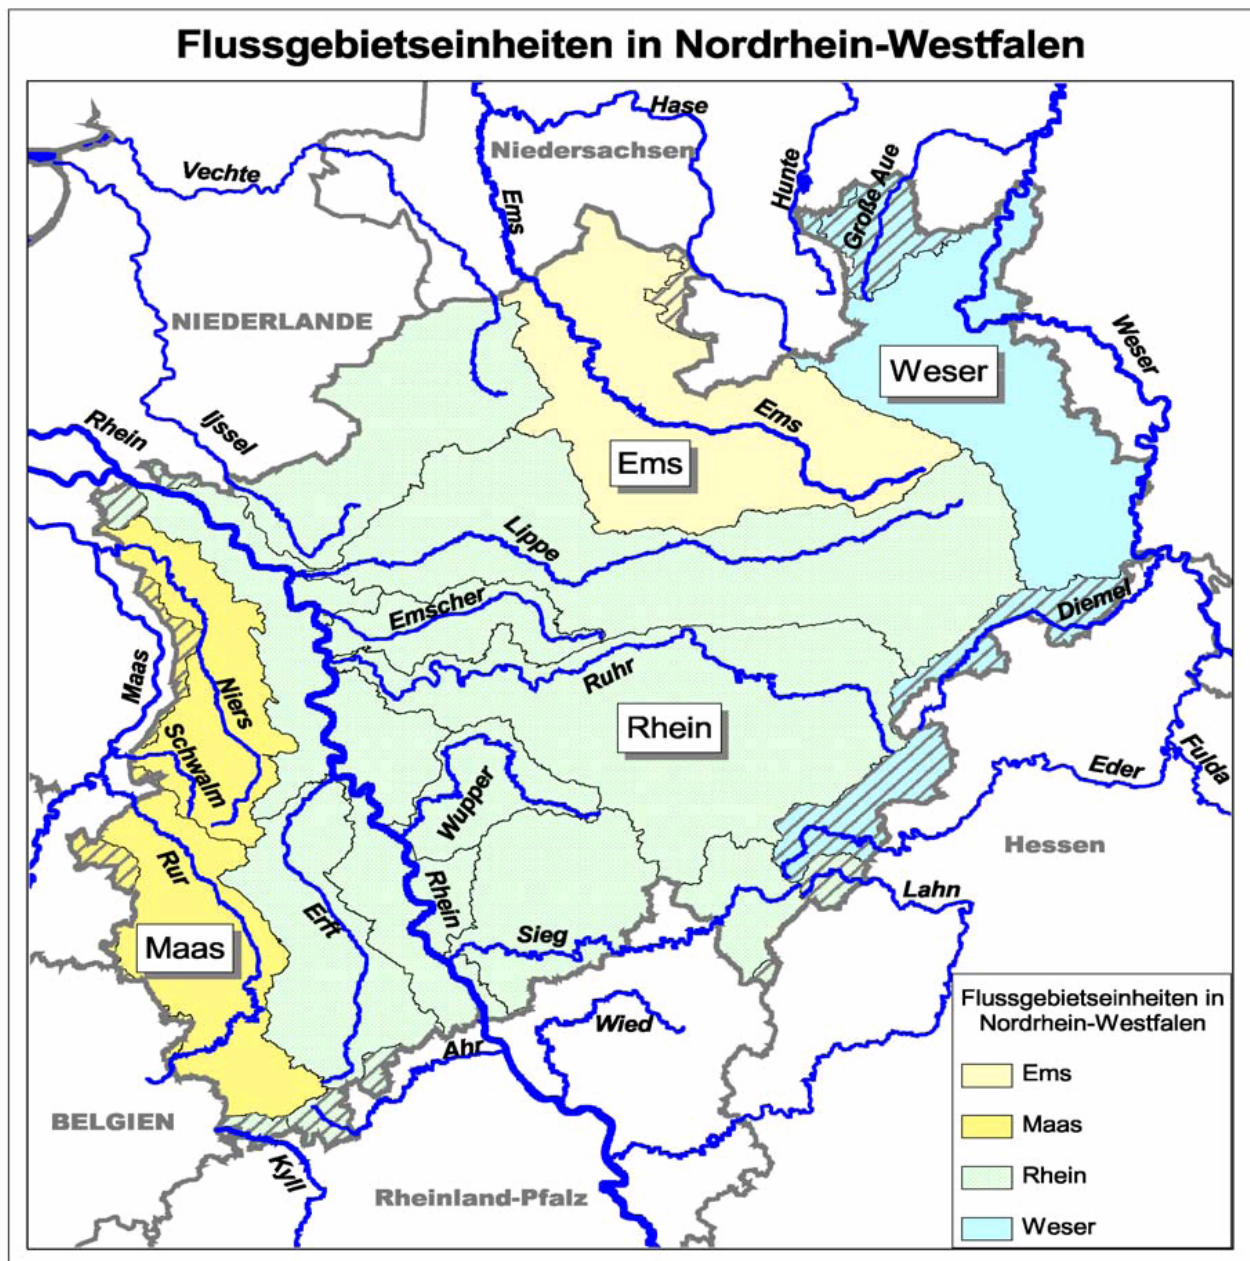 Flussgebietseinheiten in Nordrhein-Westfalen
Hase
Niedersachsen
Vechte
Hunte
Große Aue
Ems
NIEDERLANDE
Weser
Weser
Rhein
Ijssel
Ems
Ems
Lippe
Emscher
Diemel
Maas
Niers
Ruhr
Schwalm
Rhein
Wupper
Eder
Fulda
Hessen
Rur
Erft
Rhein
Lahn
Maas
Sieg
Wied
Ahr
BELGIEN
Kyll
Rheinland-Pfalz
Flussgebietseinheiten in
Nordrhein-Westfalen
Ems
Maas
Rhein
Weser